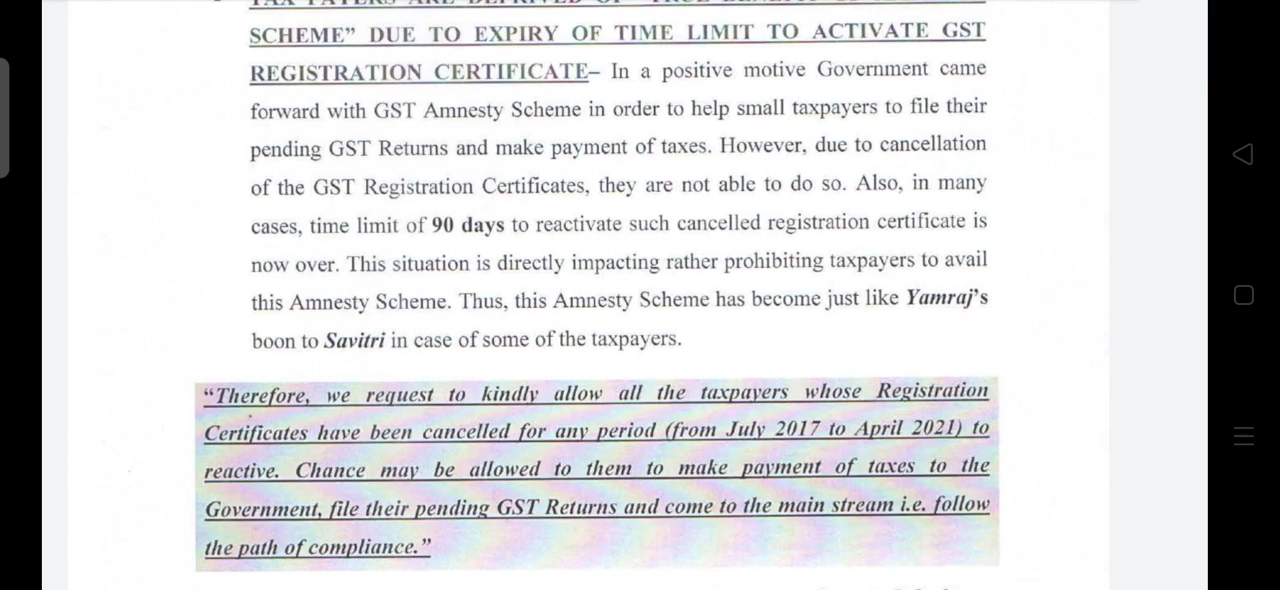 SCHEME” DUE TO EXPIRY OF TIME LIMIT TO ACTIVATE GST
REGISTRATION CERTIFICATE– In a positive motive Government came
forward with GST Amnesty Scheme in order to help small taxpayers to file their
pending GST Returns and make payment of taxes. However, due to cancellation
of the GST Registration Certificates, they are not able to do so. Also, in many
cases, time limit of 90 days to reactivate such cancelled registration certificate is
now over. This situation is directly impacting rather prohibiting taxpayers to avail
this Amnesty Scheme. Thus, this Amnesty Scheme has become just like Yamraj’s
boon to Savitri in case of some of the taxpayers.
“Therefore, we request to kindly allow all the taxpayers whose Registration
Certificates have been cancelled for any period (from July 2017 to April 2021) to
reactive. Chance may be allowed to them to make payment of taxes to the
Government, file their pending GST Returns and come to the main stream i.e. follow
the path of compliance.”